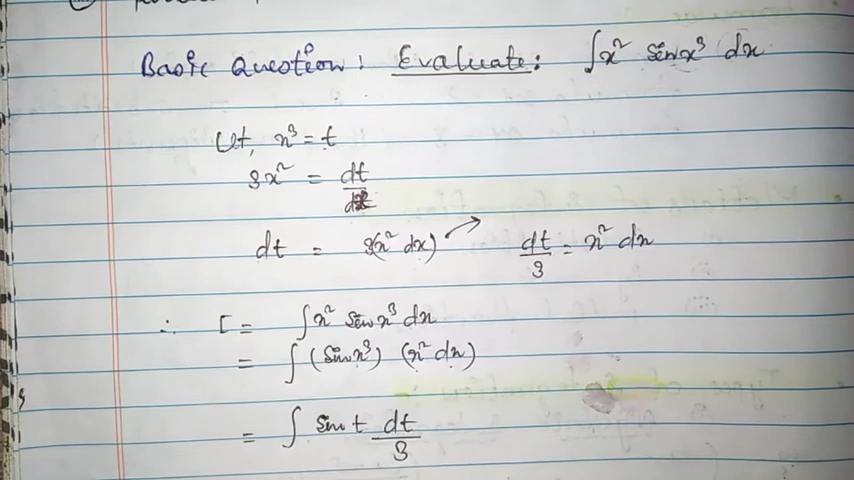 Basic Question: Evaluate: ∫x² sinx³ dx
Let, x³ = t
3x² = dt/dx
dt = 3(x² dx) dt/3 = x² dx
∴ I = ∫x² sinx³ dx
= ∫(sinx³) (x² dx)
= ∫ sin t dt/3